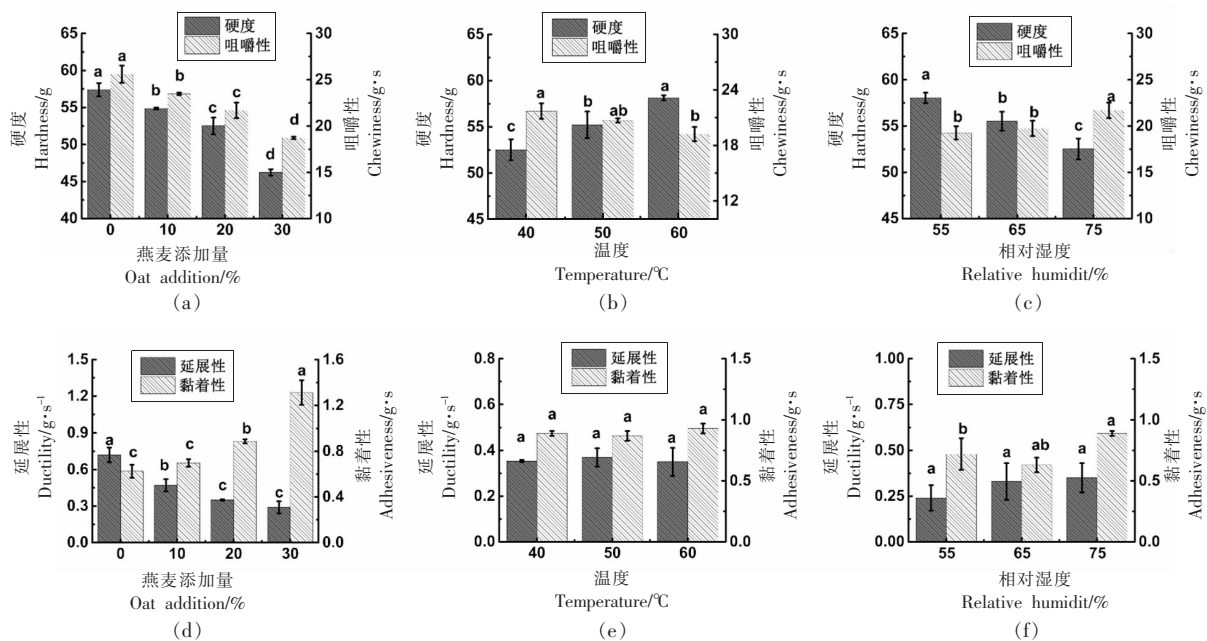 硬度
咀嚼性
65
60
55
50
45
40
30
25
20
15
10
a
a
b
b
c
c
d
d
0
10
20
30
硬度
Hardness/g
咀嚼性
Chewiness/g·s
燕麦添加量
Oat addition/%
(a)
硬度
咀嚼性
65
60
55
50
45
30
24
18
12
c
a
b
ab
a
b
40
50
60
硬度
Hardness/g
咀嚼性
Chewiness/g·s
温度
Temperature/℃
(b)
硬度
咀嚼性
65
60
55
50
45
30
25
20
15
10
a
b
b
b
c
a
55
65
75
硬度
Hardness/g
咀嚼性
Chewiness/g·s
相对湿度
Relative humidit/%
(c)
延展性
黏着性
1.5
1.2
0.9
0.6
0.3
0.0
1.6
1.2
0.8
0.4
0.0
a
c
b
c
c
b
c
a
0
10
20
30
延展性
Ductility/g·s⁻¹
黏着性
Adhesiveness/g·s
燕麦添加量
Oat addition/%
(d)
延展性
黏着性
0.8
0.6
0.4
0.2
0.0
1.5
1.0
0.5
0.0
a
a
a
a
a
a
40
50
60
延展性
Ductility/g·s⁻¹
黏着性
Adhesiveness/g·s
温度
Temperature/℃
(e)
延展性
黏着性
1.00
0.75
0.50
0.25
0.00
1.5
1.0
0.5
0.0
a
b
a
ab
a
a
55
65
75
延展性
Ductility/g·s⁻¹
黏着性
Adhesiveness/g·s
相对湿度
Relative humidit/%
(f)